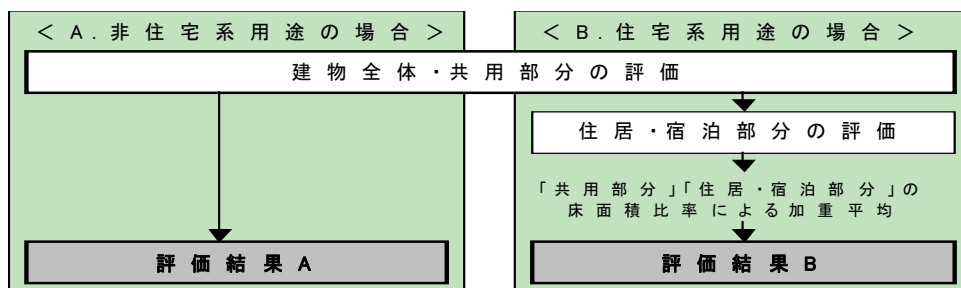 ＜A．非住宅系用途の場合＞
＜B．住宅系用途の場合＞
建物全体・共用部分の評価
住居・宿泊部分の評価
「共用部分」「住居・宿泊部分」の
床面積比率による加重平均
評価結果A
評価結果B